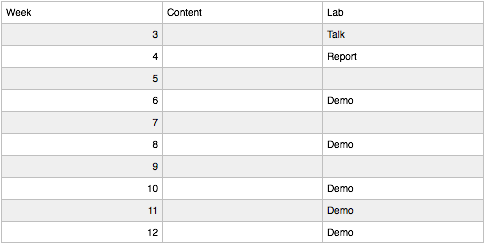 Week Content Lab
3 Talk
4 Report
5
6 Demo
7
8 Demo
9
10 Demo
11 Demo
12 Demo